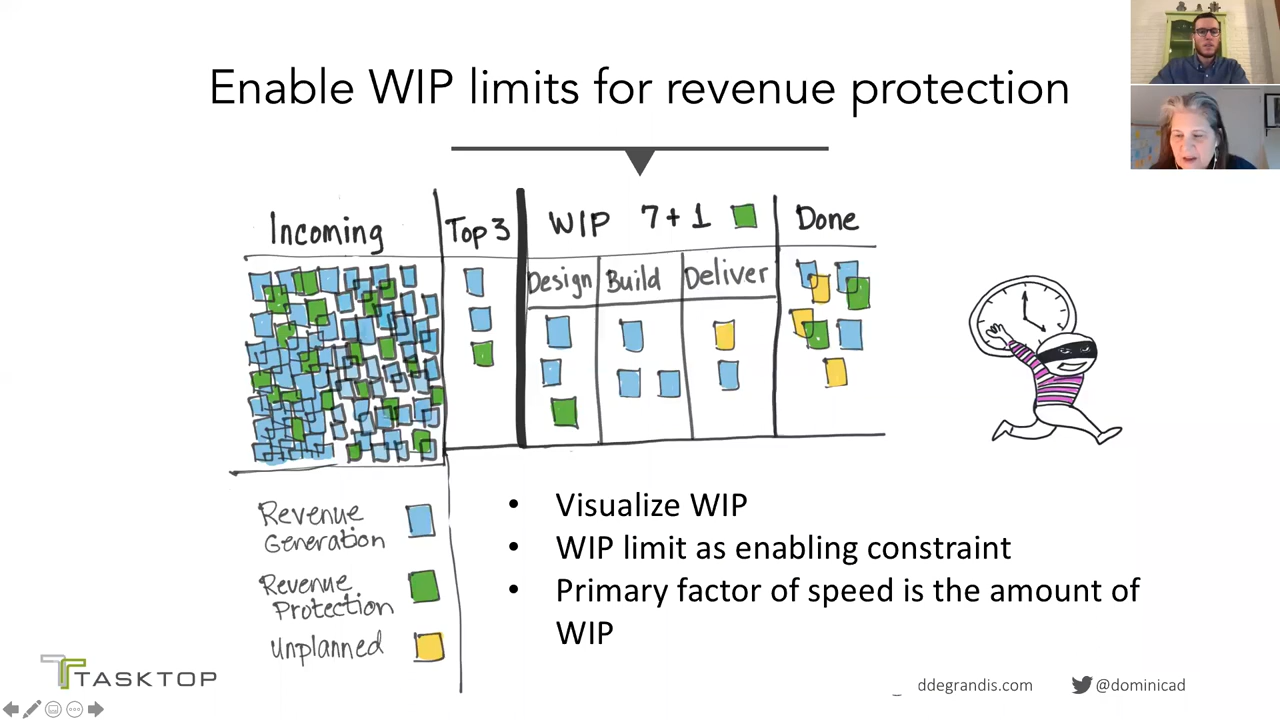 Enable WIP limits for revenue protection
Incoming
Top 3
WIP 7 + 1
Done
Design
Build
Deliver
Revenue
Generation
Revenue
Protection
Unplanned
• Visualize WIP
• WIP limit as enabling constraint
• Primary factor of speed is the amount of
WIP
TASKTOP
ddegrandis.com
@dominicad